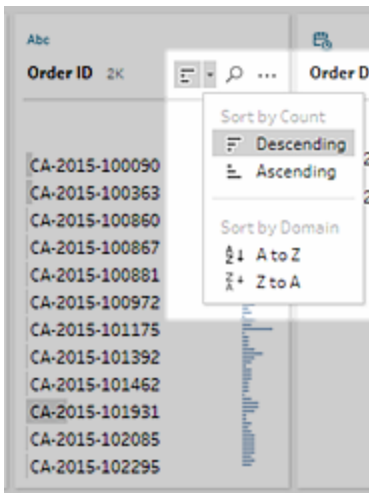 Abc
Order ID 2K
Order D
Sort by Count
Descending
Ascending
Sort by Domain
A to Z
Z to A
CA-2015-100090
CA-2015-100363
CA-2015-100860
CA-2015-100867
CA-2015-100881
CA-2015-100972
CA-2015-101175
CA-2015-101392
CA-2015-101462
CA-2015-101931
CA-2015-102085
CA-2015-102295